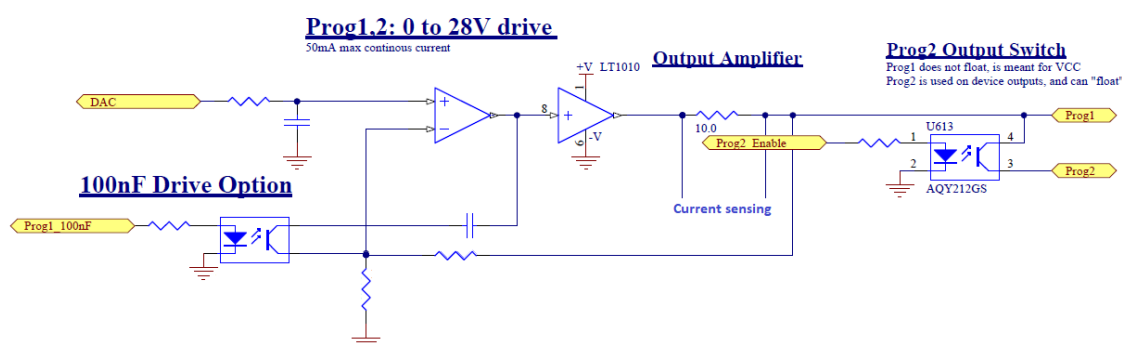 Prog1,2: 0 to 28V drive
50mA max continous current
+V LT1010
Output Amplifier
Prog2 Output Switch
Prog1 does not float, is meant for VCC
Prog2 is used on device outputs, and can "float"
DAC
+
−
8
+
1
6
-V
10.0
Prog2_Enable
U613
1
2
4
3
AQY212GS
Prog1
Prog2
Current sensing
100nF Drive Option
Prog1_100nF